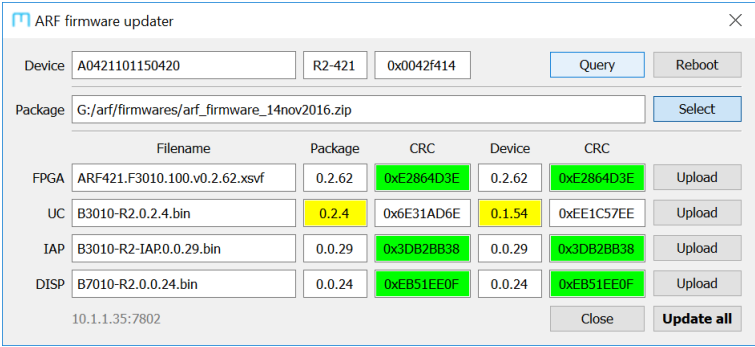 ARF firmware updater
Device A0421101150420 R2-421 0x0042f414 Query Reboot
Package G:/arf/firmwares/arf_firmware_14nov2016.zip Select
Filename Package CRC Device CRC
FPGA ARF421.F3010.100.v0.2.62.xsvf 0.2.62 0xE2864D3E 0.2.62 0xE2864D3E Upload
UC B3010-R2.0.2.4.bin 0.2.4 0x6E31AD6E 0.1.54 0xEE1C57EE Upload
IAP B3010-R2-IAP.0.0.29.bin 0.0.29 0x3DB2BB38 0.0.29 0x3DB2BB38 Upload
DISP B7010-R2.0.0.24.bin 0.0.24 0xEB51EE0F 0.0.24 0xEB51EE0F Upload
10.1.1.35:7802 Close Update all